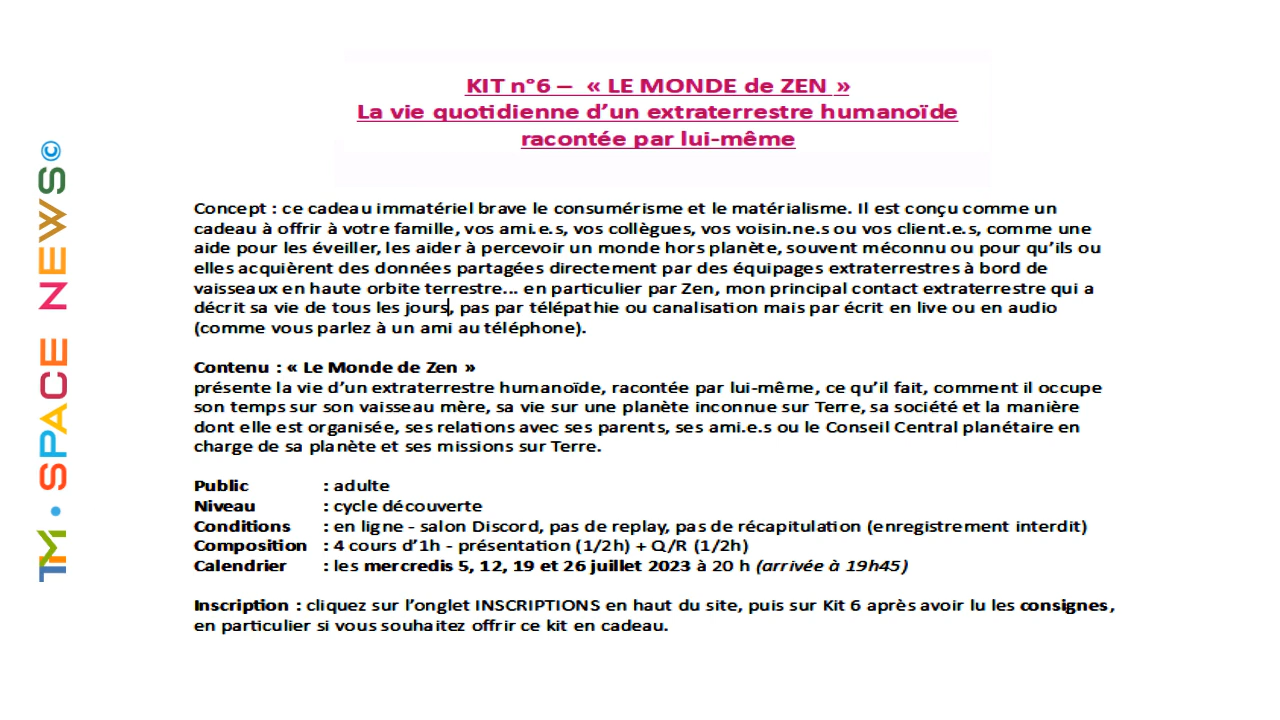 KIT n°6 – « LE MONDE de ZEN »
La vie quotidienne d’un extraterrestre humanoïde
racontée par lui-même
TM • SPACE NEWS©
Concept : ce cadeau immatériel brave le consumérisme et le matérialisme. Il est conçu comme un
cadeau à offrir à votre famille, vos ami.e.s, vos collègues, vos voisin.ne.s ou vos client.e.s, comme une
aide pour les éveiller, les aider à percevoir un monde hors planète, souvent méconnu ou pour qu’ils ou
elles acquièrent des données partagées directement par des équipages extraterrestres à bord de
vaisseaux en haute orbite terrestre... en particulier par Zen, mon principal contact extraterrestre qui a
décrit sa vie de tous les jours, pas par télépathie ou canalisation mais par écrit en live ou en audio
(comme vous parlez à un ami au téléphone).
Contenu : « Le Monde de Zen »
présente la vie d’un extraterrestre humanoïde, racontée par lui-même, ce qu’il fait, comment il occupe
son temps sur son vaisseau mère, sa vie sur une planète inconnue sur Terre, sa société et la manière
dont elle est organisée, ses relations avec ses parents, ses ami.e.s ou le Conseil Central planétaire en
charge de sa planète et ses missions sur Terre.
Public : adulte
Niveau : cycle découverte
Conditions : en ligne - salon Discord, pas de replay, pas de récapitulation (enregistrement interdit)
Composition : 4 cours d’1h - présentation (1/2h) + Q/R (1/2h)
Calendrier : les mercredis 5, 12, 19 et 26 juillet 2023 à 20 h (arrivée à 19h45)
Inscription : cliquez sur l’onglet INSCRIPTIONS en haut du site, puis sur Kit 6 après avoir lu les consignes,
en particulier si vous souhaitez offrir ce kit en cadeau.